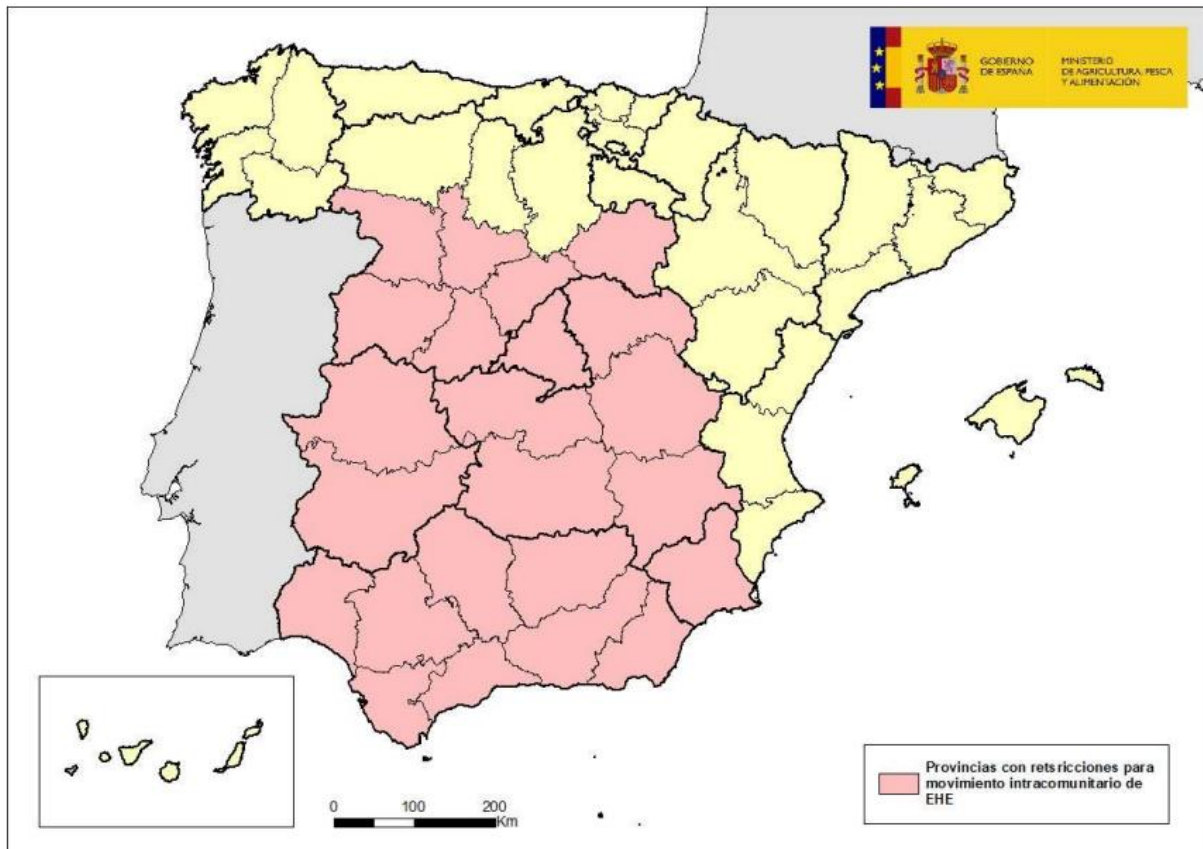 GOBIERNO
DE ESPAÑA
MINISTERIO
DE AGRICULTURA, PESCA
Y ALIMENTACIÓN
0 100 200
Km
Provincias con retsricciones para
movimiento intracomunitario de
EHE